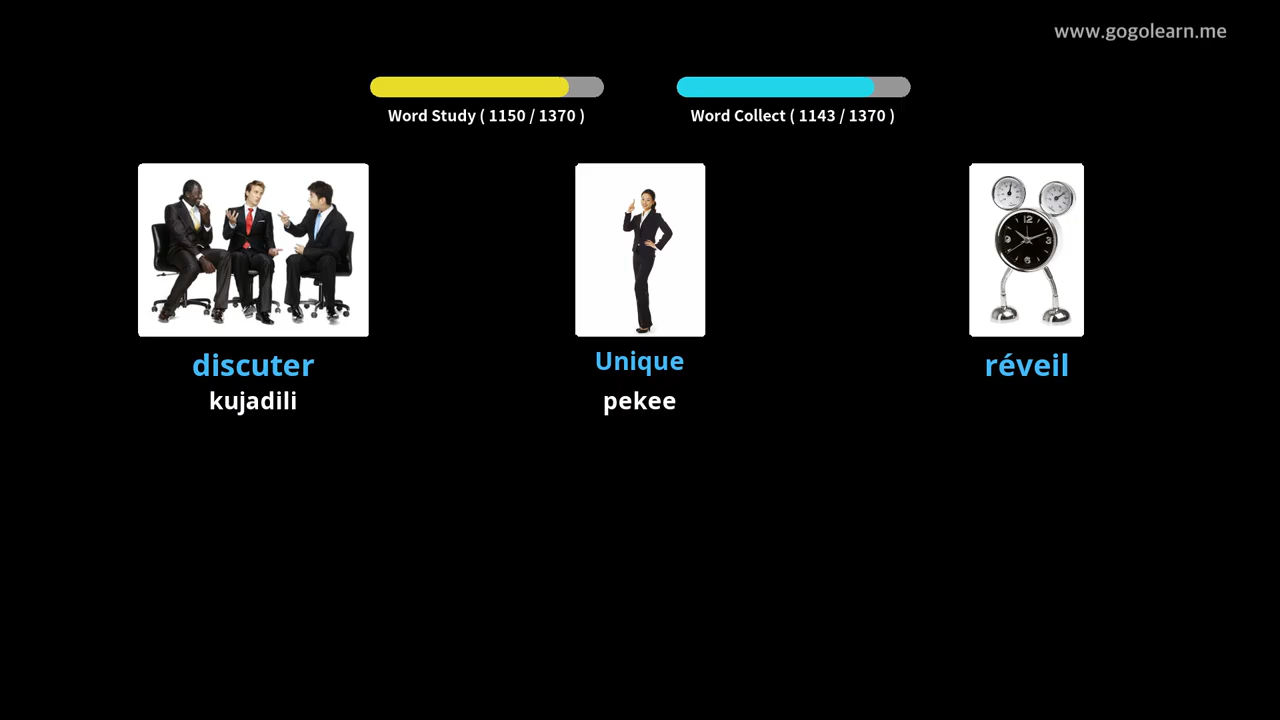 www.gogolearn.me
Word Study ( 1150 / 1370 )
Word Collect ( 1143 / 1370 )
discuter
kujadili
Unique
pekee
réveil